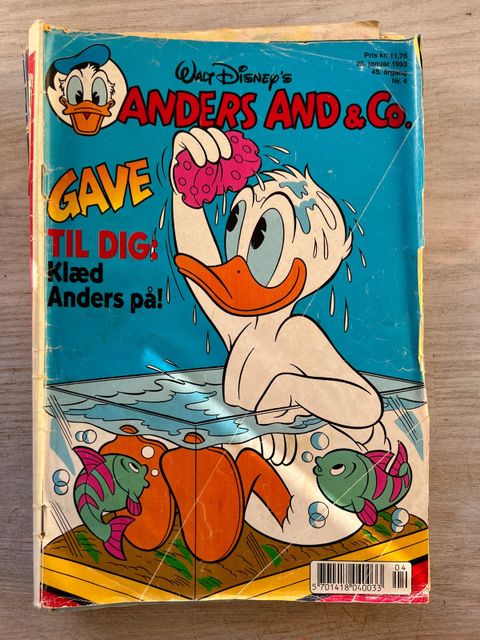 Pris kr. 11,75
25. januar 1993
45. årgang
Nr. 4
WALT DISNEY'S
ANDERS AND & Co.
GAVE
TIL DIG:
Klæd
Anders på!
04
5 701418 040033